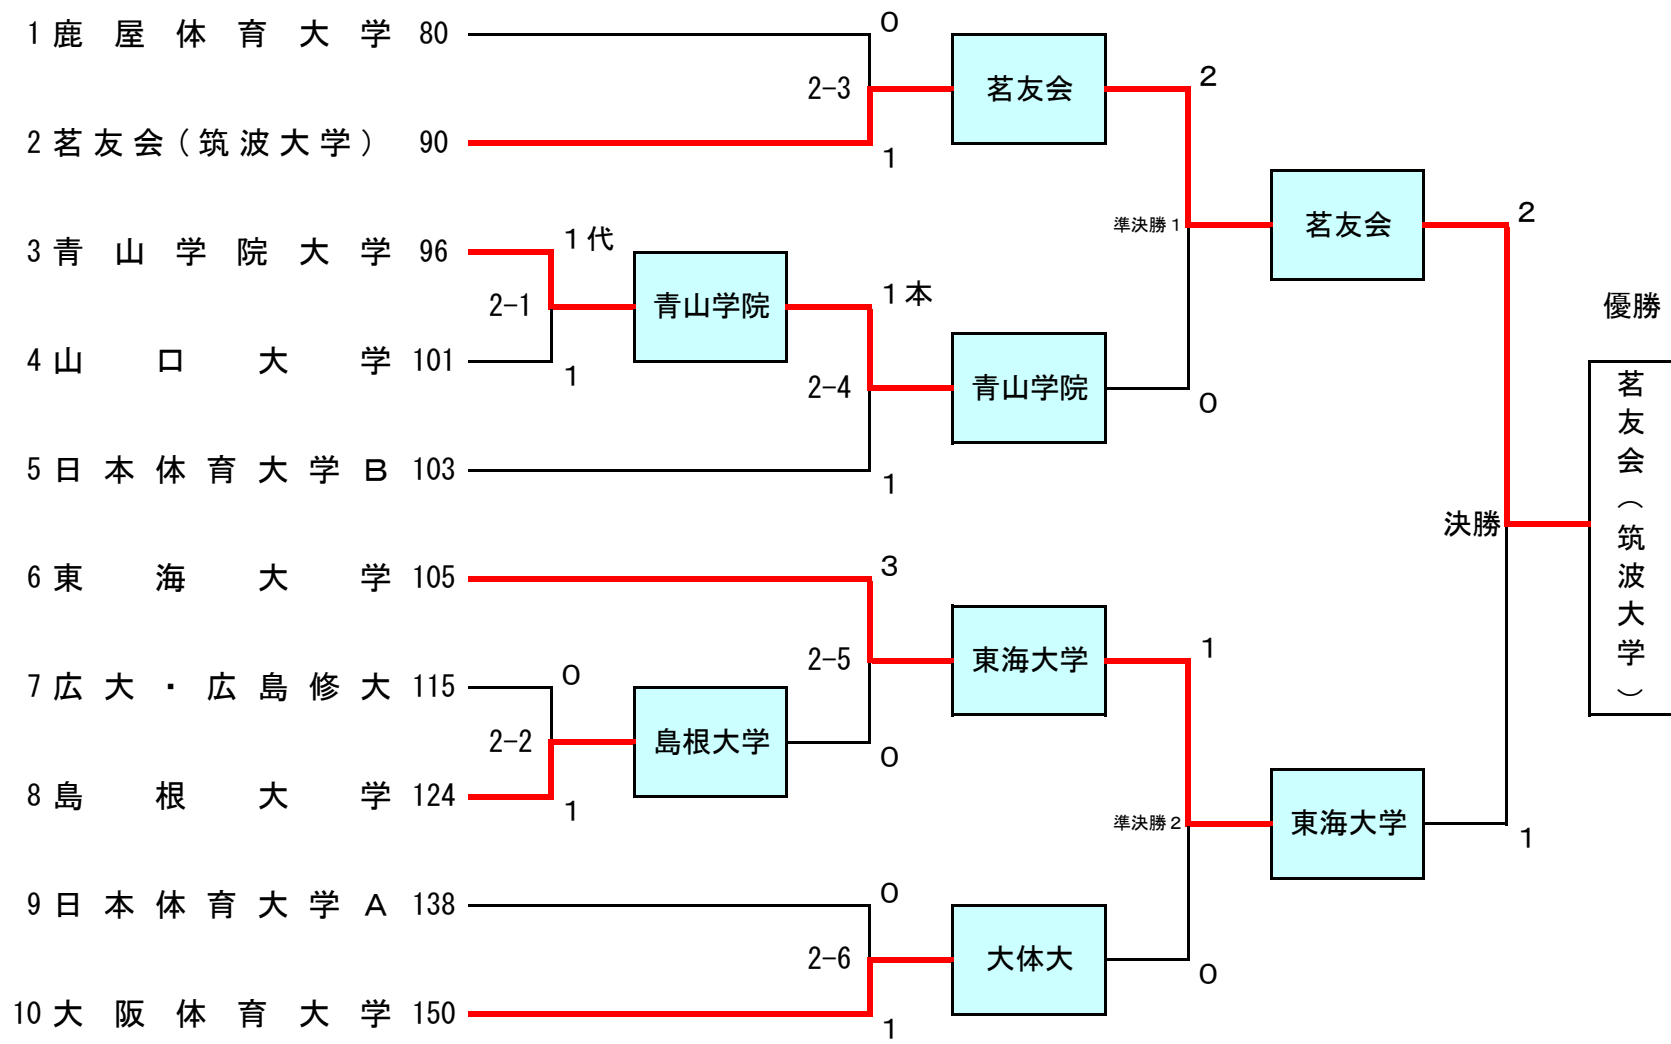 1 鹿屋体育大学 80
2 茗友会（筑波大学） 90
3 青山学院大学 96
4 山口大学 101
5 日本体育大学Ｂ 103
6 東海大学 105
7 広大・広島修大 115
8 島根大学 124
9 日本体育大学Ａ 138
10 大阪体育大学 150
2-1
1代
1
青山学院
2-2
0
1
島根大学
2-3
0
1
茗友会
2-4
1本
1
青山学院
2-5
3
0
東海大学
2-6
0
1
大体大
準決勝1
2
0
茗友会
準決勝2
1
0
東海大学
決勝
2
1
優勝
茗友会（筑波大学）